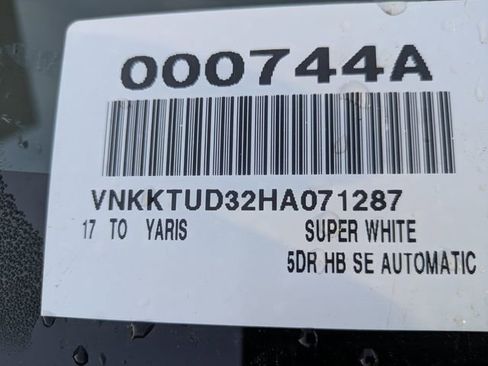 000744A
VNKKTUD32HA071287
17 TO YARIS SUPER WHITE
5DR HB SE AUTOMATIC